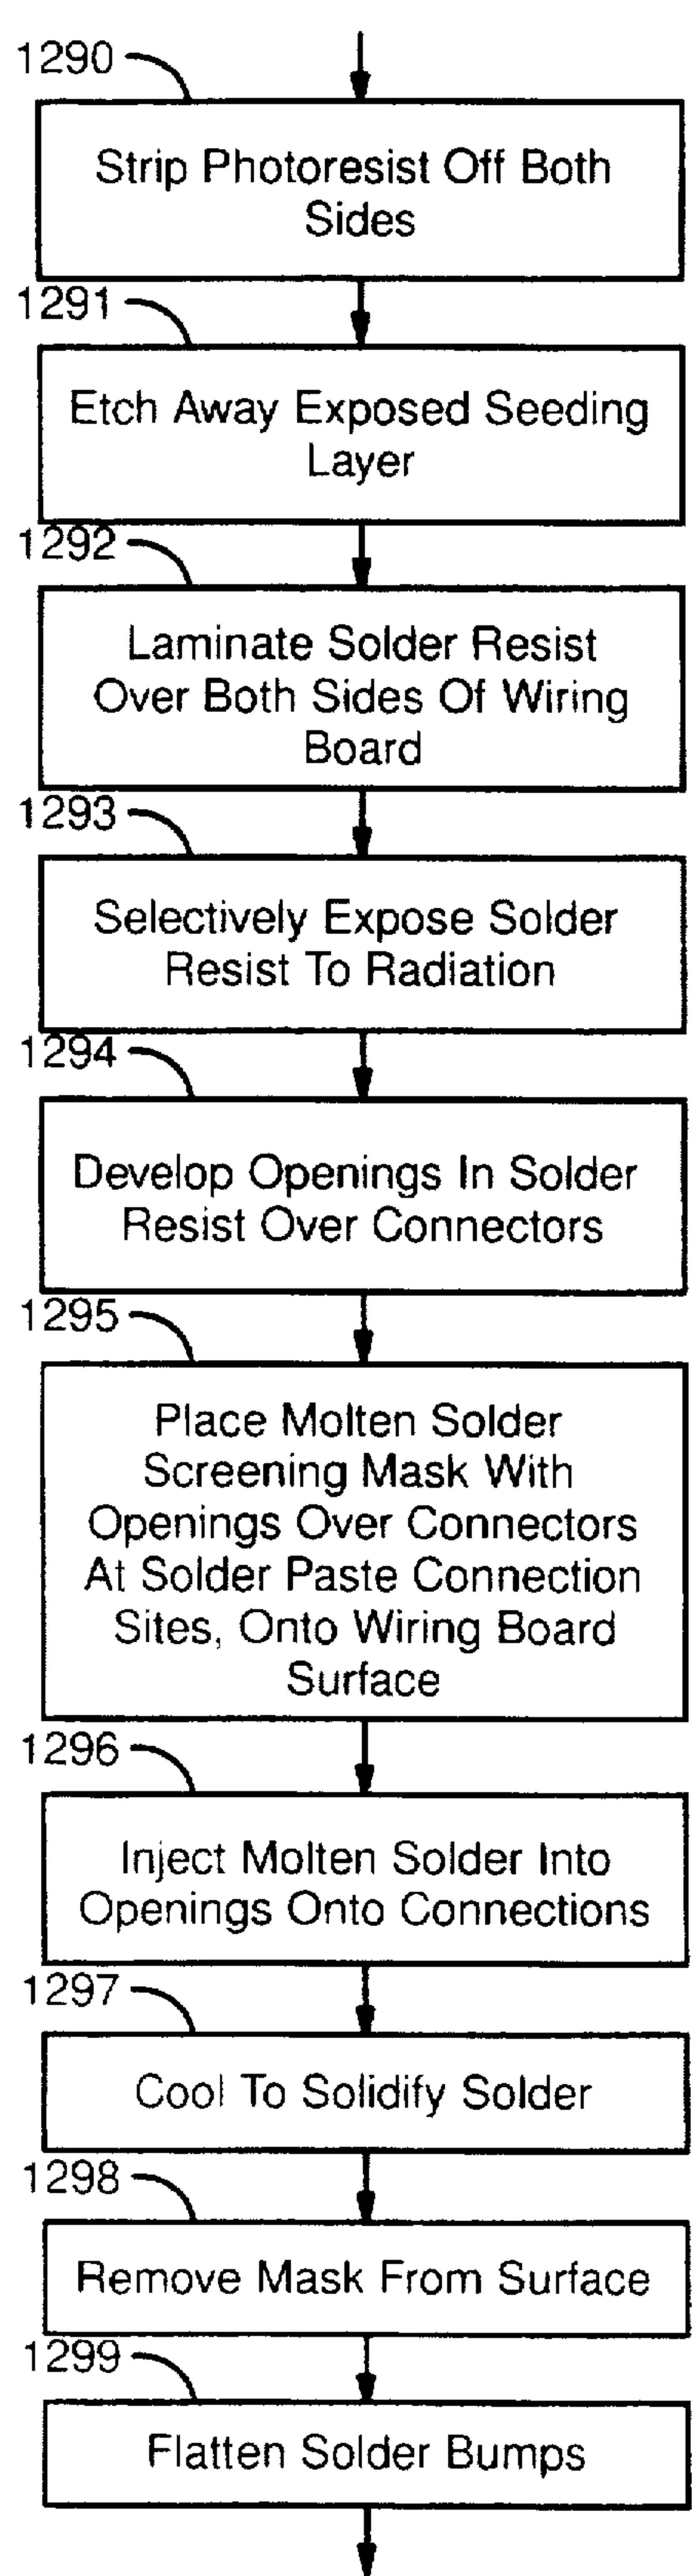 1290
Strip Photoresist Off Both
Sides
1291
Etch Away Exposed Seeding
Layer
1292
Laminate Solder Resist
Over Both Sides Of Wiring
Board
1293
Selectively Expose Solder
Resist To Radiation
1294
Develop Openings In Solder
Resist Over Connectors
1295
Place Molten Solder
Screening Mask With
Openings Over Connectors
At Solder Paste Connection
Sites, Onto Wiring Board
Surface
1296
Inject Molten Solder Into
Openings Onto Connections
1297
Cool To Solidify Solder
1298
Remove Mask From Surface
1299
Flatten Solder Bumps